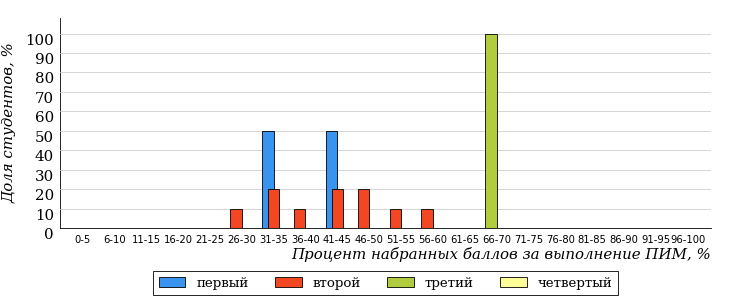 Доля студентов, %
100
90
80
70
60
50
40
30
20
10
0
0-5 6-10 11-15 16-20 21-25 26-30 31-35 36-40 41-45 46-50 51-55 56-60 61-65 66-70 71-75 76-80 81-85 86-90 91-95 96-100
Процент набранных баллов за выполнение ПИМ, %
первый второй третий четвертый